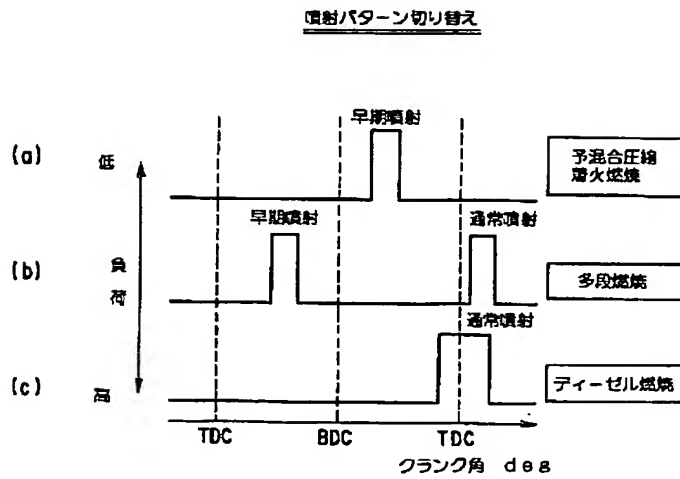 噴射パターン切り替え
早期噴射
(a)
低
予混合圧縮
着火燃焼
早期噴射
通常噴射
(b)
負荷
多段燃焼
通常噴射
(c)
高
ディーゼル燃焼
TDC
BDC
TDC
クランク角 deg